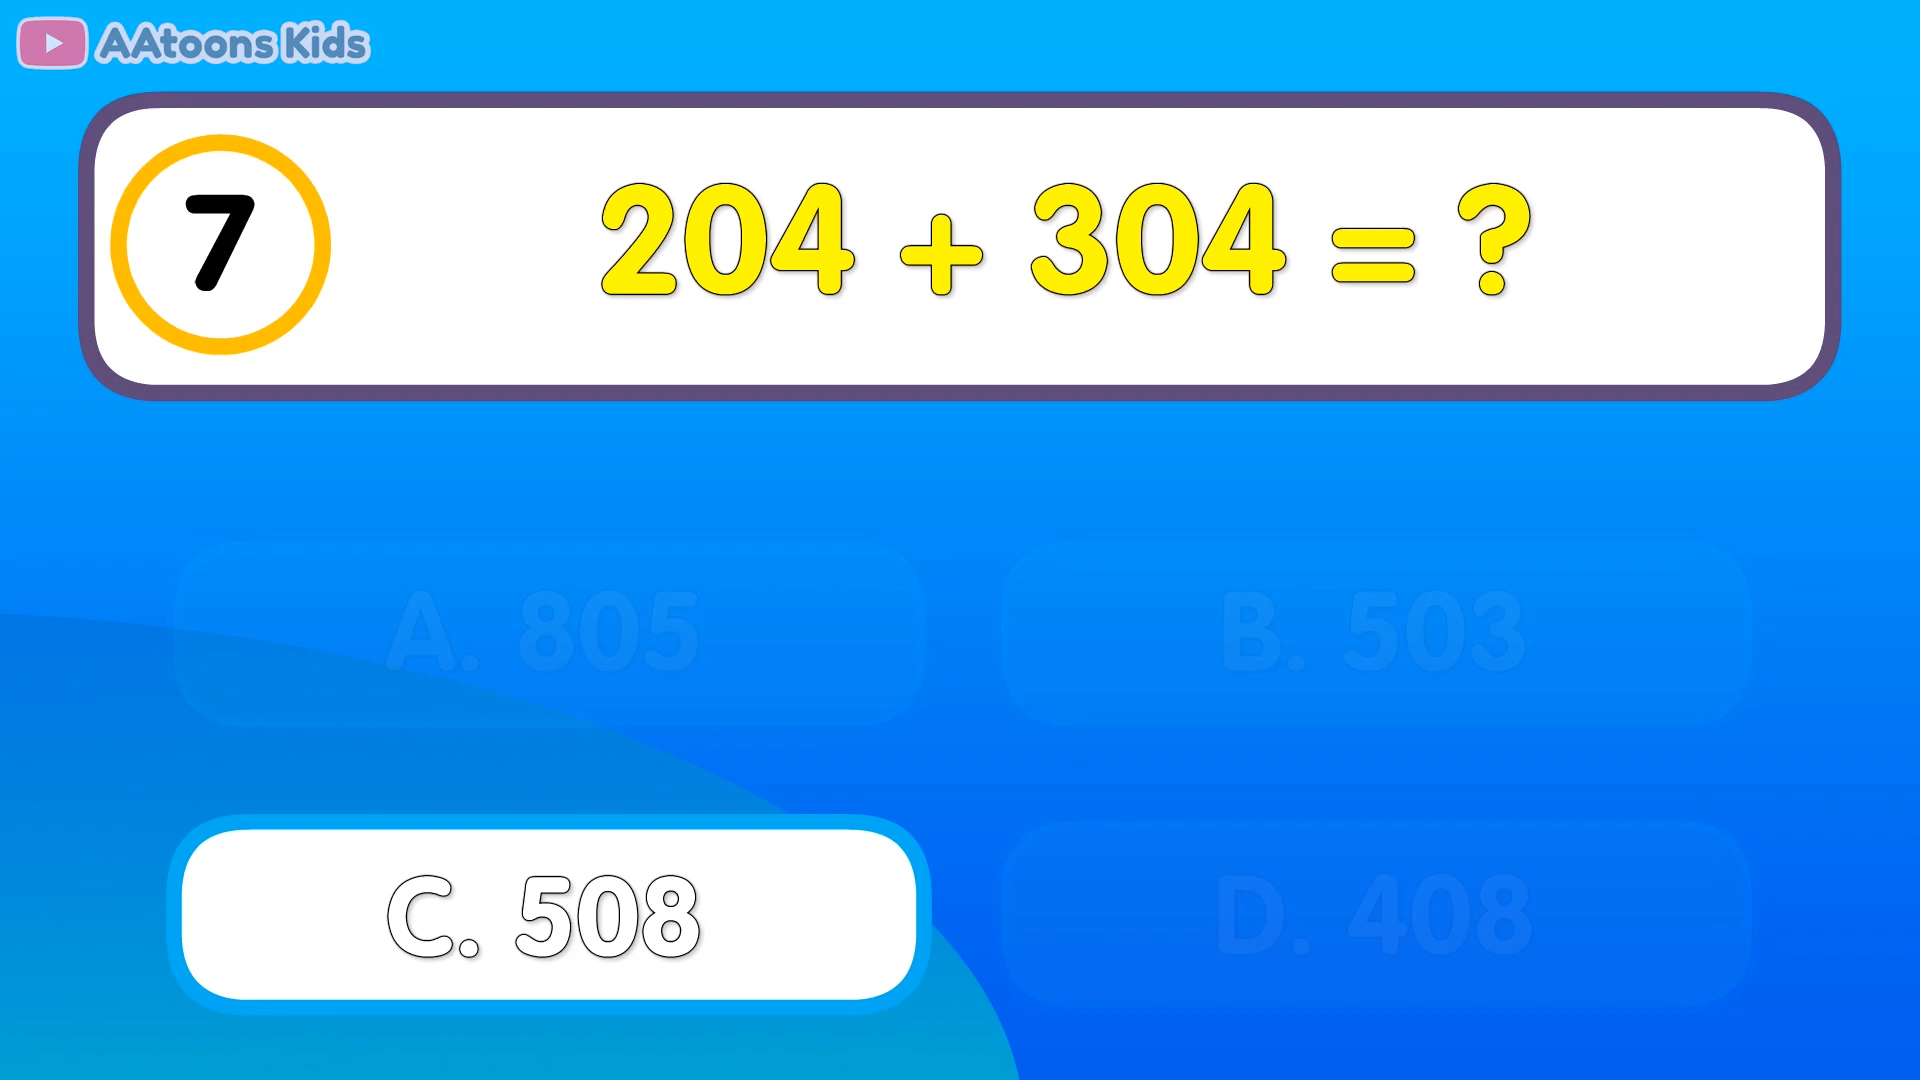 AAtoons Kids
7
204 + 304 = ?
A. 805
B. 503
C. 508
D. 408